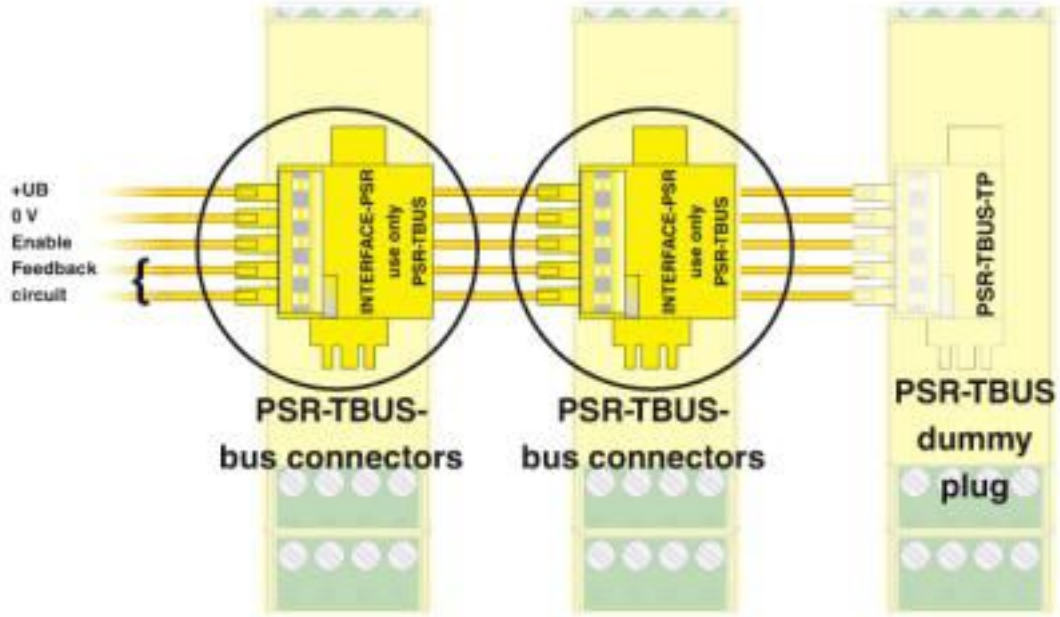 +UB
0 V
Enable
Feedback
circuit
INTERFACE-PSR
use only
PSR-TBUS
INTERFACE-PSR
use only
PSR-TBUS
PSR-TBUS-TP
PSR-TBUS-
bus connectors
PSR-TBUS-
bus connectors
PSR-TBUS
dummy
plug